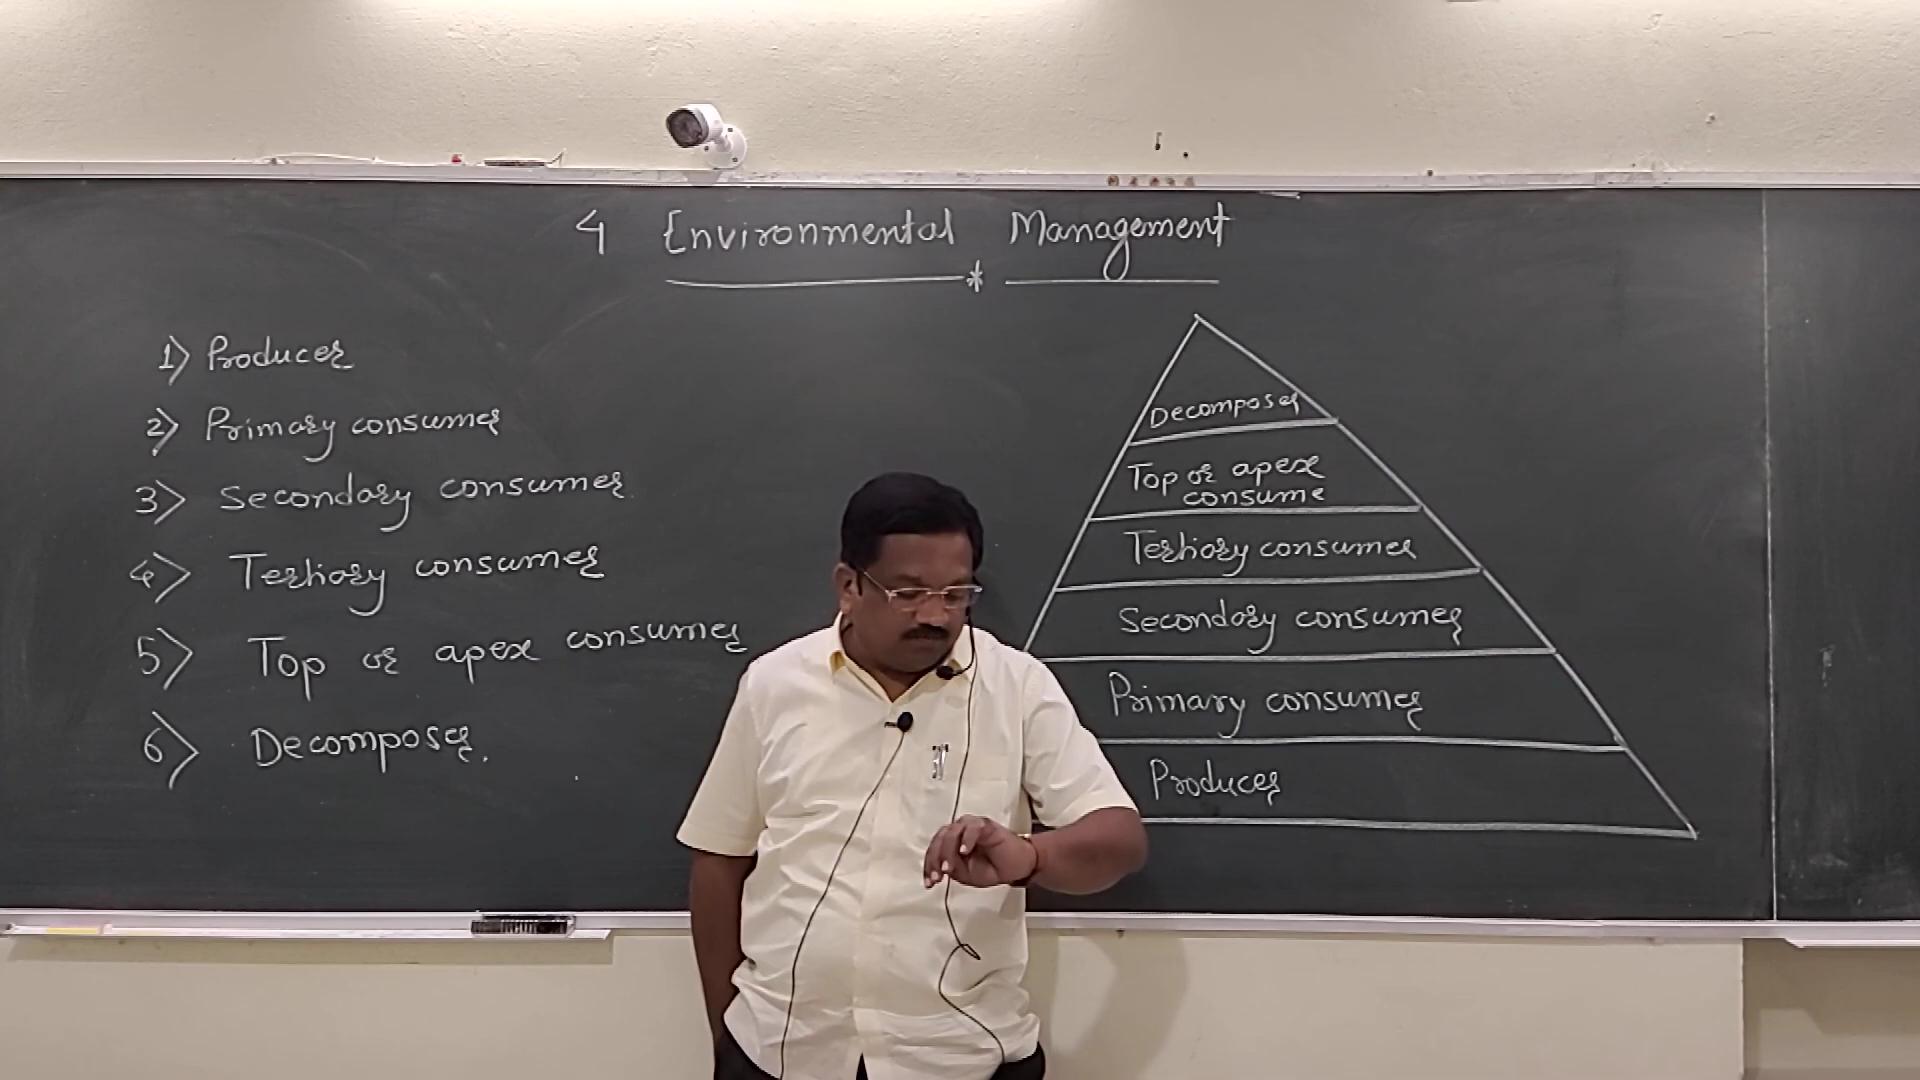 4 Environmental Management
1) Producer
2) Primary consumer
3) Secondary consumer
4) Tertiary consumer
5) Top or apex consumer
6) Decomposer.
Decomposer
Top or apex
consume
Tertiary consumer
Secondary consumer
Primary consumer
Producer